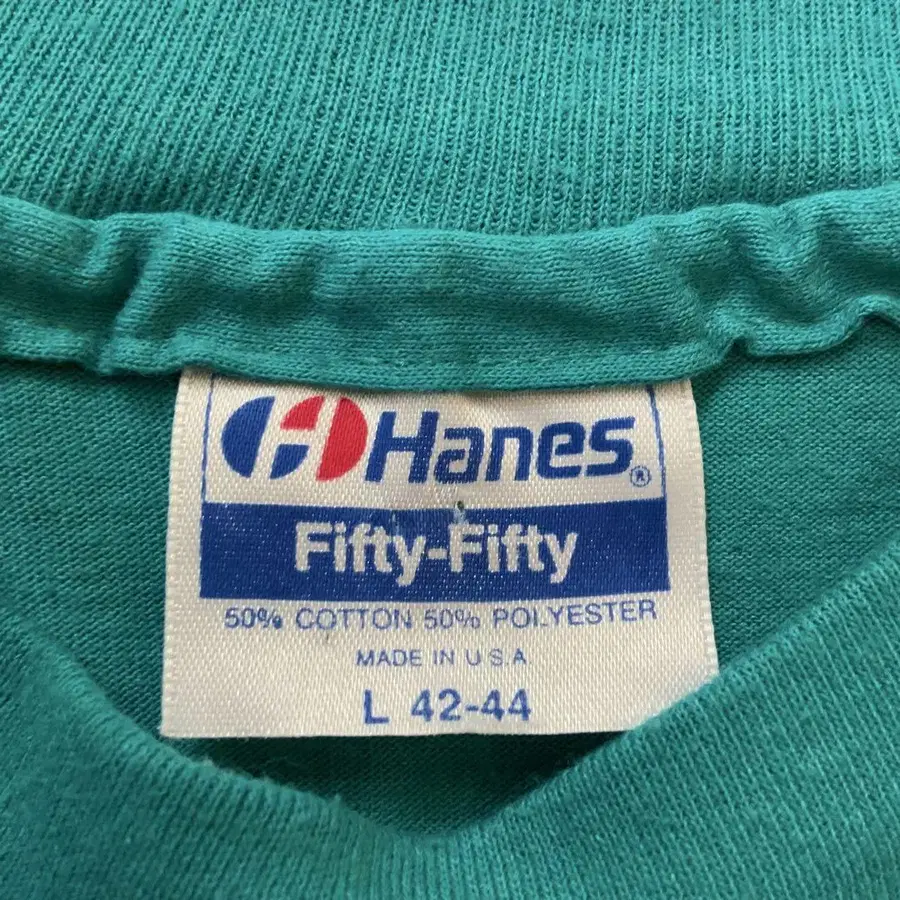 Hanes®
Fifty-Fifty
50% COTTON 50% POLYESTER
MADE IN U.S.A
L 42-44